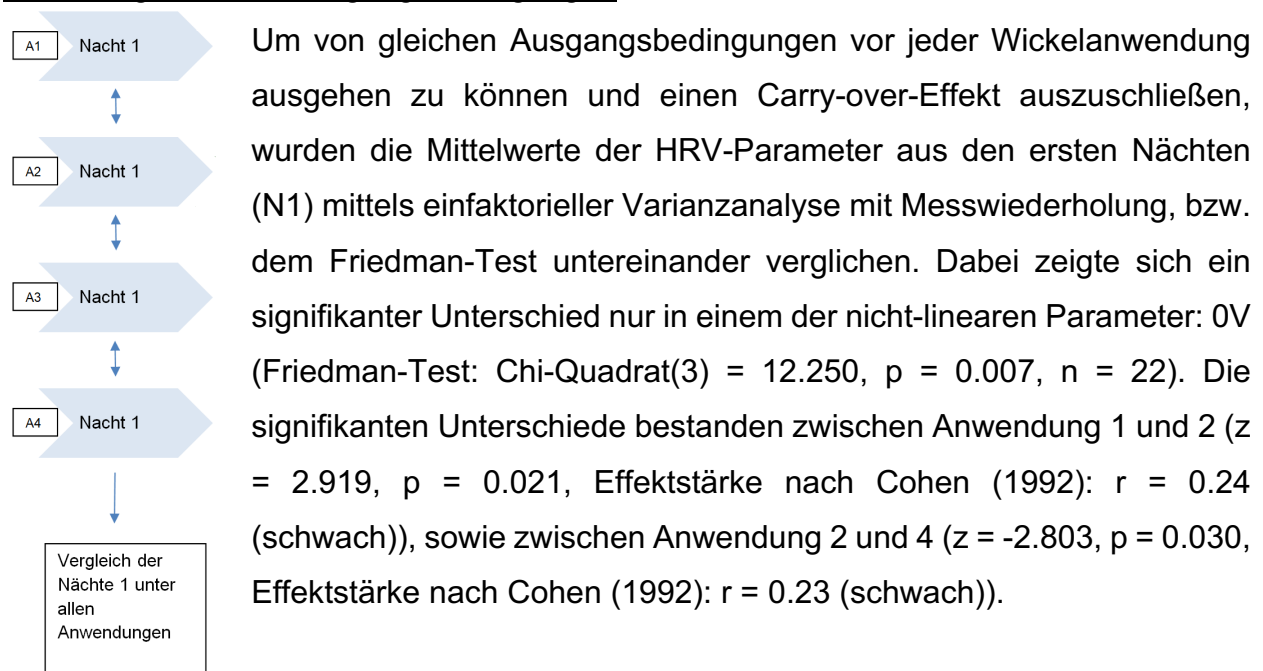 A1 Nacht 1
A2 Nacht 1
A3 Nacht 1
A4 Nacht 1
Vergleich der
Nächte 1 unter
allen
Anwendungen
Um von gleichen Ausgangsbedingungen vor jeder Wickelanwendung
ausgehen zu können und einen Carry-over-Effekt auszuschließen,
wurden die Mittelwerte der HRV-Parameter aus den ersten Nächten
(N1) mittels einfaktorieller Varianzanalyse mit Messwiederholung, bzw.
dem Friedman-Test untereinander verglichen. Dabei zeigte sich ein
signifikanter Unterschied nur in einem der nicht-linearen Parameter: 0V
(Friedman-Test: Chi-Quadrat(3) = 12.250, p = 0.007, n = 22). Die
signifikanten Unterschiede bestanden zwischen Anwendung 1 und 2 (z
= 2.919, p = 0.021, Effektstärke nach Cohen (1992): r = 0.24
(schwach)), sowie zwischen Anwendung 2 und 4 (z = -2.803, p = 0.030,
Effektstärke nach Cohen (1992): r = 0.23 (schwach)).